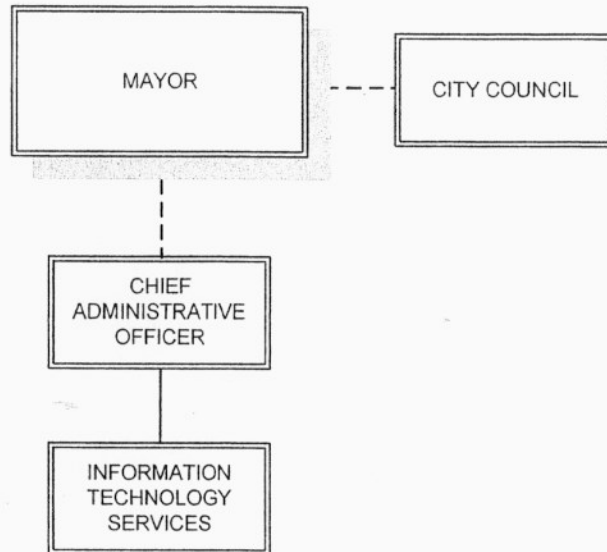 MAYOR
CITY COUNCIL
CHIEF
ADMINISTRATIVE
OFFICER
INFORMATION
TECHNOLOGY
SERVICES